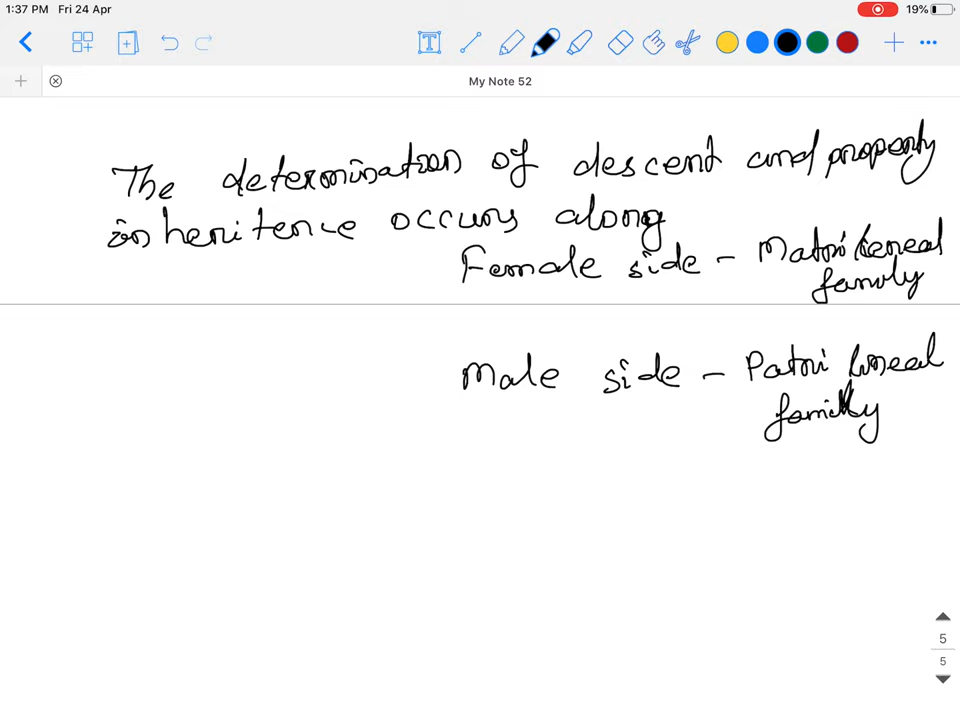 1:37 PM Fri 24 Apr
19%
My Note 52
The determination of descent and property
inheritence occurs along
Female side - Matrilineal
family
Male side - Patrilineal
family
5
5